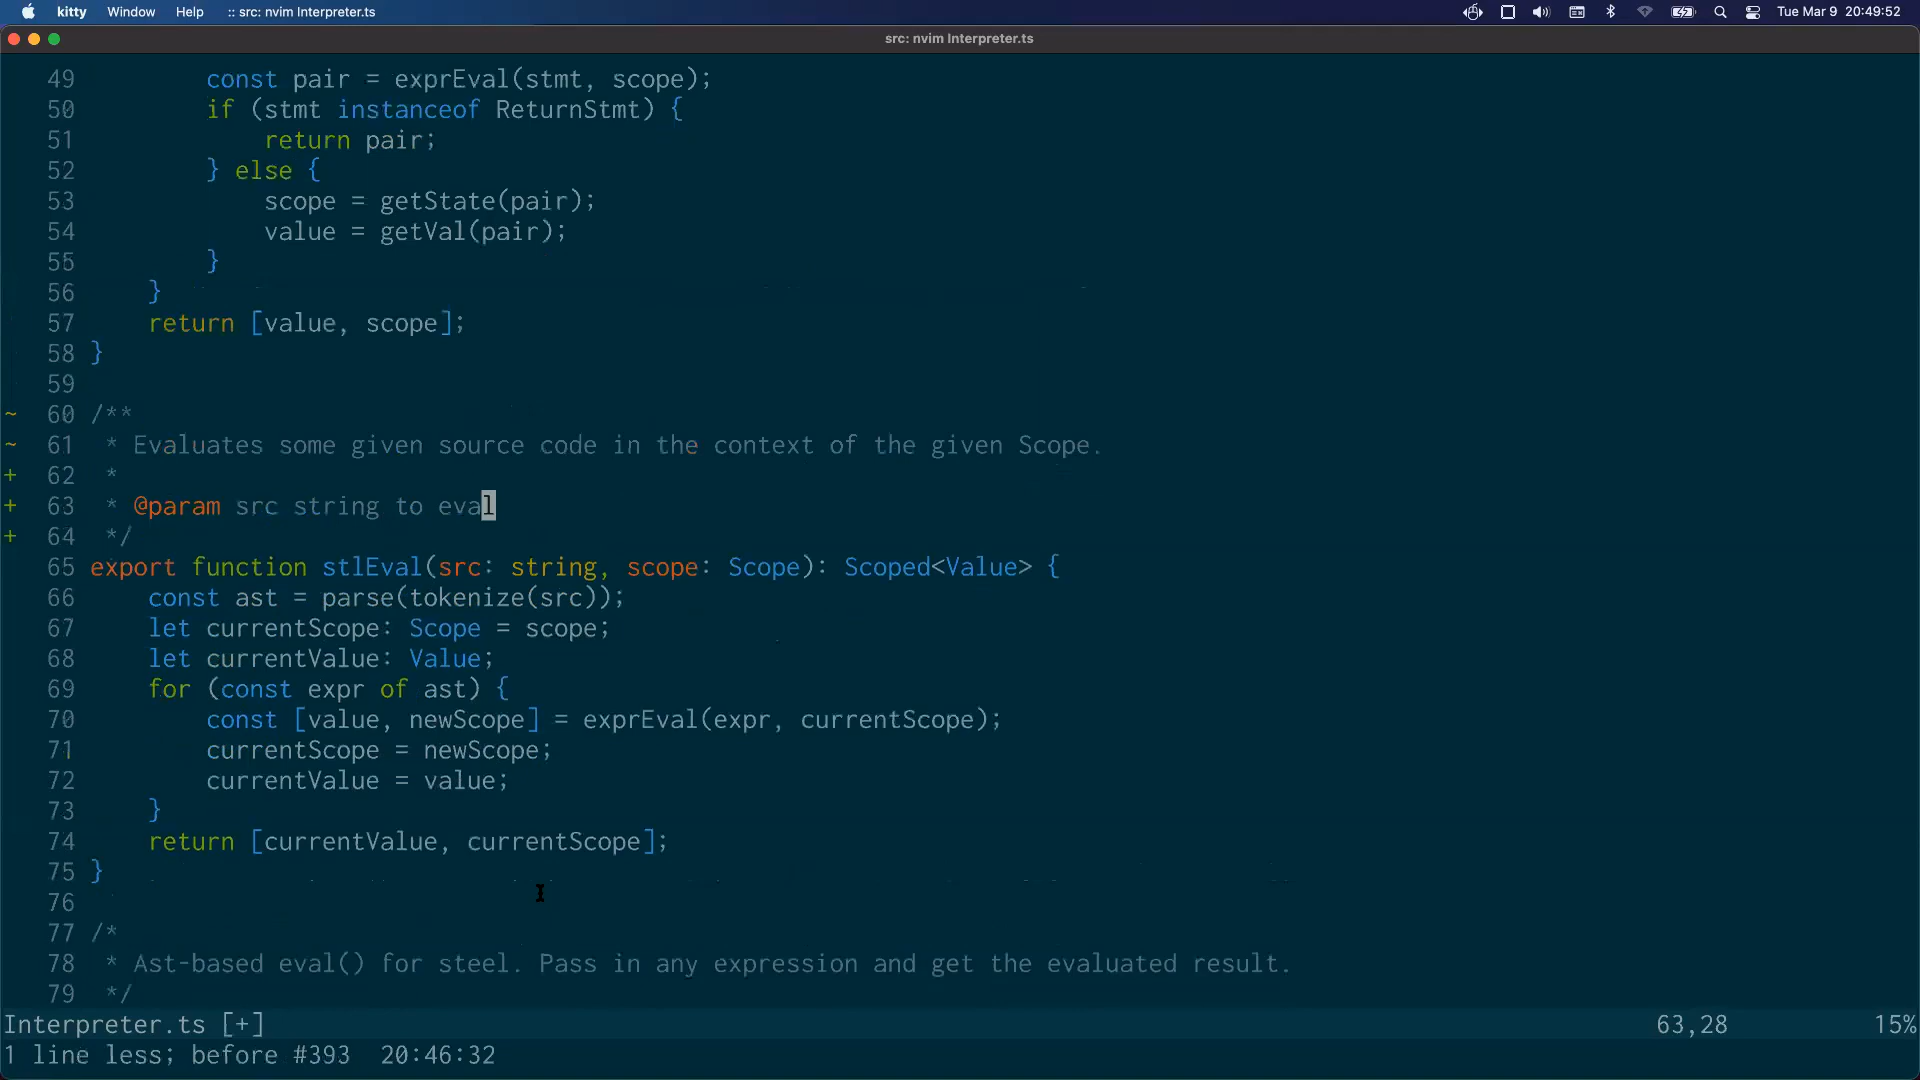 kitty Window Help :: src: nvim Interpreter.ts Tue Mar 9 20:49:52
src: nvim Interpreter.ts
49 const pair = exprEval(stmt, scope);
50 if (stmt instanceof ReturnStmt) {
51 return pair;
52 } else {
53 scope = getState(pair);
54 value = getVal(pair);
55 }
56 }
57 return [value, scope];
58 }
59
~ 60 /**
~ 61 * Evaluates some given source code in the context of the given Scope.
+ 62 *
+ 63 * @param src string to eval
+ 64 */
65 export function stlEval(src: string, scope: Scope): Scoped<Value> {
66 const ast = parse(tokenize(src));
67 let currentScope: Scope = scope;
68 let currentValue: Value;
69 for (const expr of ast) {
70 const [value, newScope] = exprEval(expr, currentScope);
71 currentScope = newScope;
72 currentValue = value;
73 }
74 return [currentValue, currentScope];
75 }
76
77 /*
78 * Ast-based eval() for steel. Pass in any expression and get the evaluated result.
79 */
Interpreter.ts [+] 63,28 15%
1 line less; before #393 20:46:32